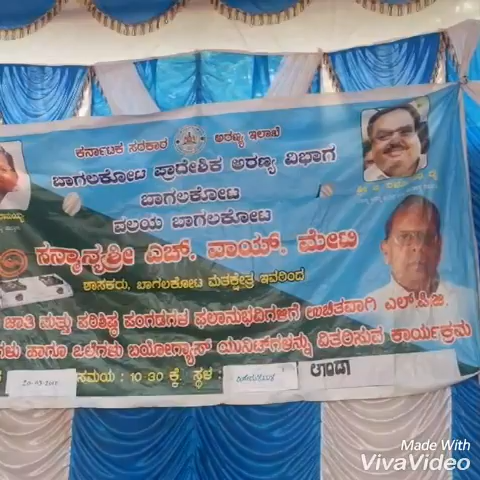 ಕರ್ನಾಟಕ ಸರಕಾರ ಅರಣ್ಯ ಇಲಾಖೆ
ಬಾಗಲಕೋಟ ಪ್ರಾದೇಶಿಕ ಅರಣ್ಯ ವಿಭಾಗ
ಬಾಗಲಕೋಟ
ವಲಯ ಬಾಗಲಕೋಟ
ಸನ್ಮಾನ್ಯಶ್ರೀ ಎಚ್. ವಾಯ್. ಮೇಟಿ
ಶಾಸಕರು, ಬಾಗಲಕೋಟ ಮತಕ್ಷೇತ್ರ ಇವರಿಂದ
ಜಾತಿ ಮತ್ತು ಪರಿಶಿಷ್ಟ ಪಂಗಡಗಳ ಫಲಾನುಭವಿಗಳಿಗೆ ಉಚಿತವಾಗಿ ಎಲ್.ಪಿ.ಜಿ.
ಹಾಗೂ ಒಲೆಗಳು ಬಯೋಗ್ಯಾಸ್ ಯುನಿಟ್‌ಗಳನ್ನು ವಿತರಿಸುವ ಕಾರ್ಯಕ್ರಮ
ಸಮಯ : 10-30 ಕ್ಕೆ, ಸ್ಥಳ :
Made With
VivaVideo